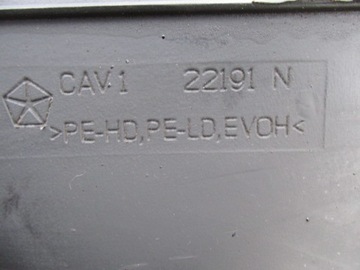 CAV 1 22191 N
>PE-HD,PE-LD,EVOH<